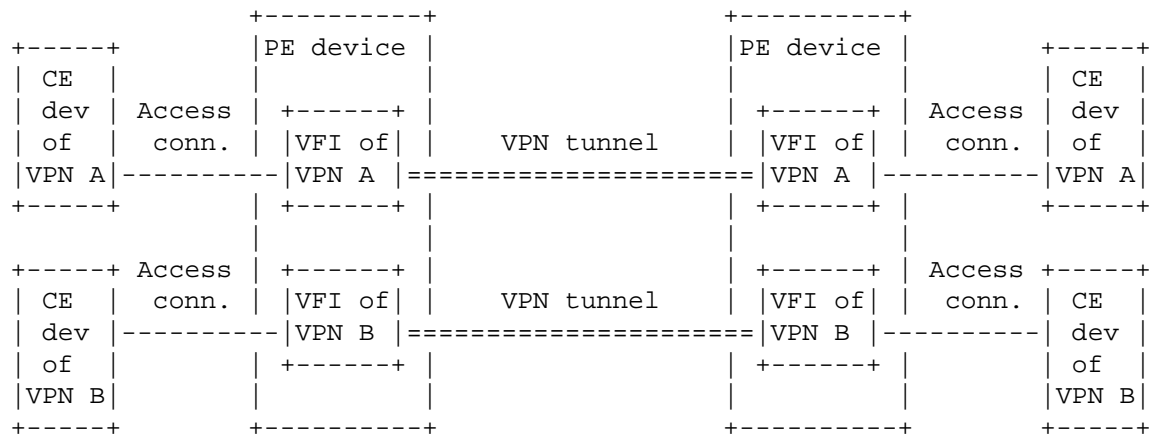 +----------+                  +----------+
+-----+        |PE device |                  |PE device |        +-----+
| CE  |        |          |                  |          |        | CE  |
| dev | Access | +------+ |                  | +------+ | Access | dev |
| of  |  conn. | |VFI of| |    VPN tunnel    | |VFI of| |  conn. | of  |
|VPN A|----------|VPN A |======================|VPN A |----------|VPN A|
+-----+        | +------+ |                  | +------+ |        +-----+
|          |                  |          |
+-----+ Access | +------+ |                  | +------+ | Access +-----+
| CE  |  conn. | |VFI of| |    VPN tunnel    | |VFI of| |  conn. | CE  |
| dev |----------|VPN B |======================|VPN B |----------| dev |
| of  |        | +------+ |                  | +------+ |        | of  |
|VPN B|        |          |                  |          |        |VPN B|
+-----+        +----------+                  +----------+        +-----+